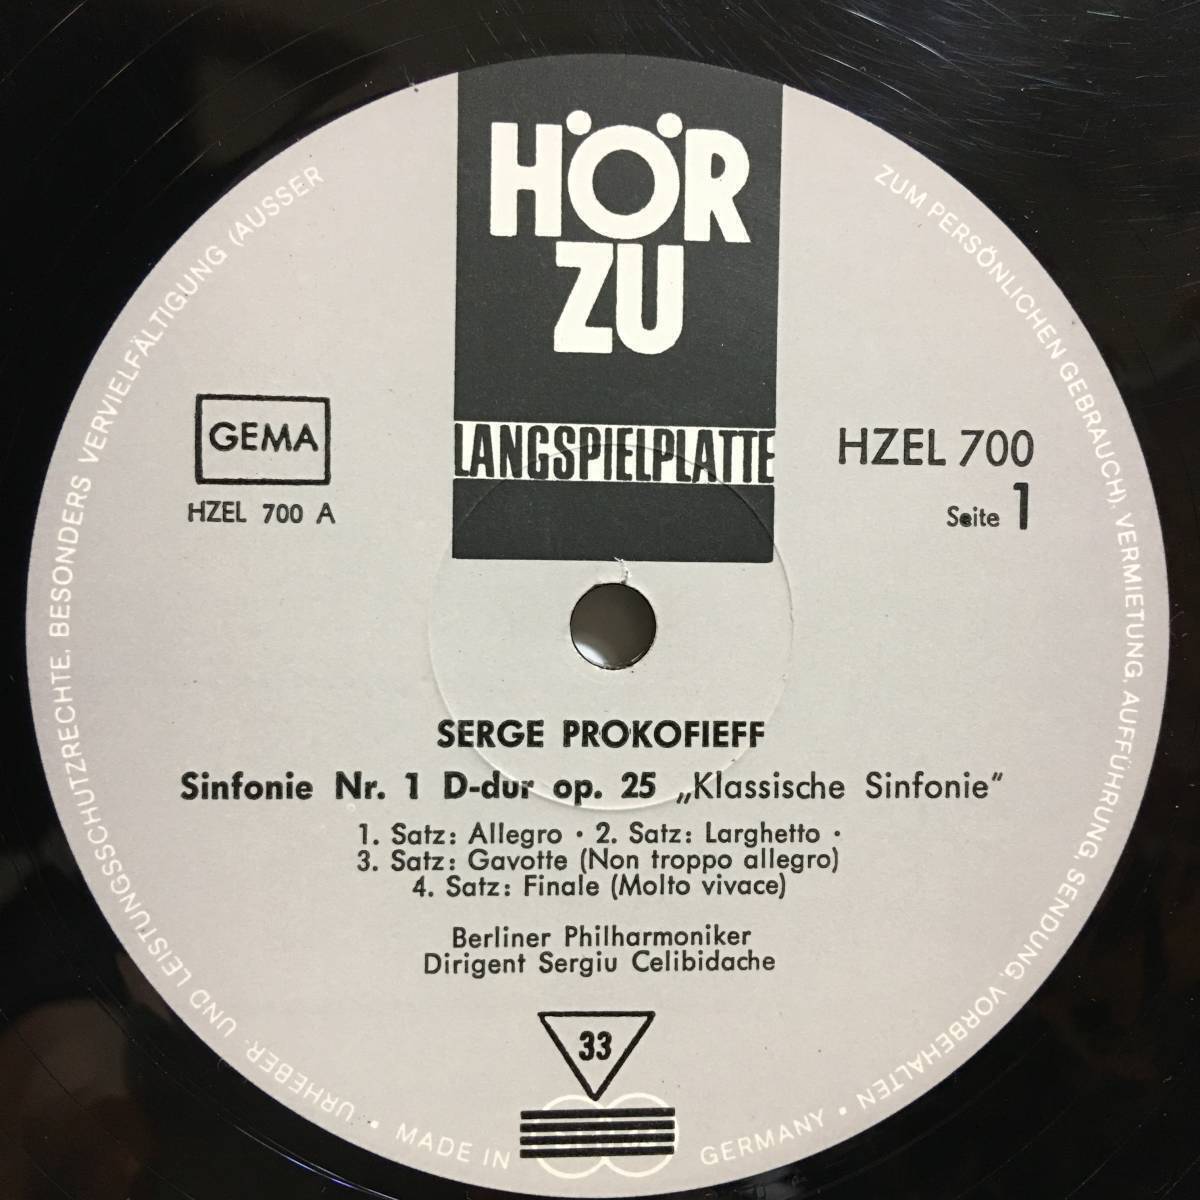 HÖR
ZU
LANGSPIELPLATTE
GEMA
HZEL 700 A
HZEL 700
Seite 1
SERGE PROKOFIEFF
Sinfonie Nr. 1 D-dur op. 25 „Klassische Sinfonie"
1. Satz: Allegro · 2. Satz: Larghetto ·
3. Satz: Gavotte (Non troppo allegro)
4. Satz: Finale (Molto vivace)
Berliner Philharmoniker
Dirigent Sergiu Celibidache
33
URHEBER- UND LEISTUNGSSCHUTZRECHTE, BESONDERS VERVIELFÄLTIGUNG (AUSSER
ZUM PERSÖNLICHEN GEBRAUCH), VERMIETUNG, AUFFÜHRUNG, SENDUNG, VORBEHALTEN •
• MADE IN GERMANY •